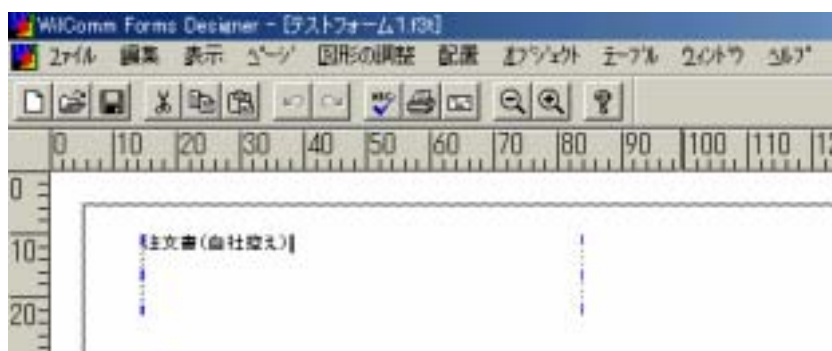 WilComm Forms Designer - [テストフォーム1.f3t]
ファイル 編集 表示 ページ 図形の調整 配置 オブジェクト テーブル ウィンドウ ヘルプ
ABC
0 10 20 30 40 50 60 70 80 90 100 110 12
0
注文書(自社控え)
10
20